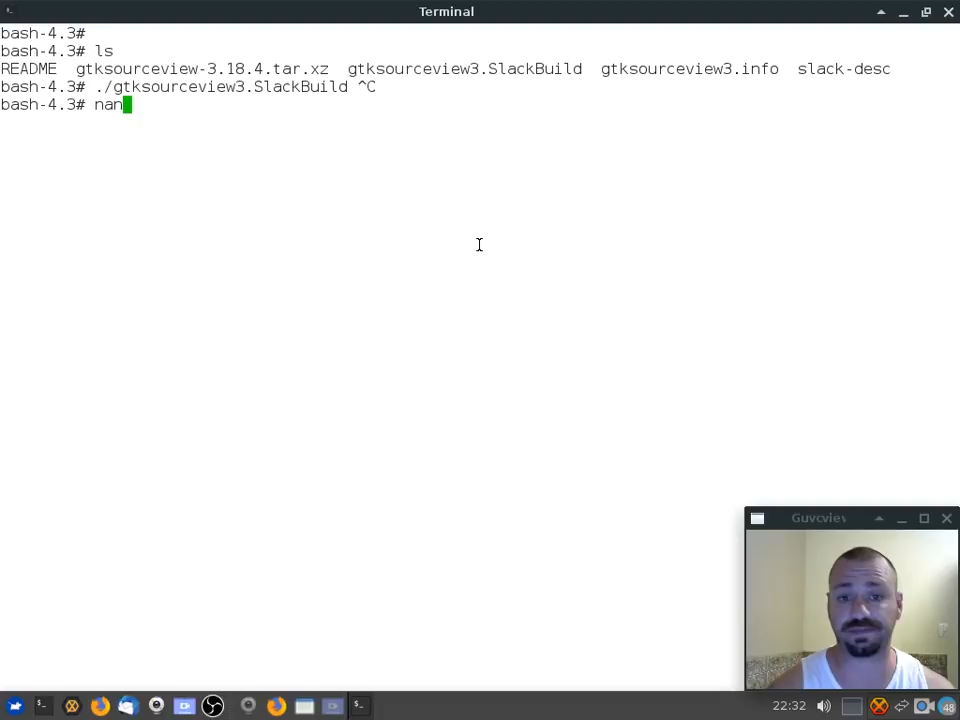 Terminal
bash-4.3#
bash-4.3# ls
README  gtksourceview-3.18.4.tar.xz  gtksourceview3.SlackBuild  gtksourceview3.info  slack-desc
bash-4.3# ./gtksourceview3.SlackBuild ^C
bash-4.3# nan
Guvcview
22:32
48